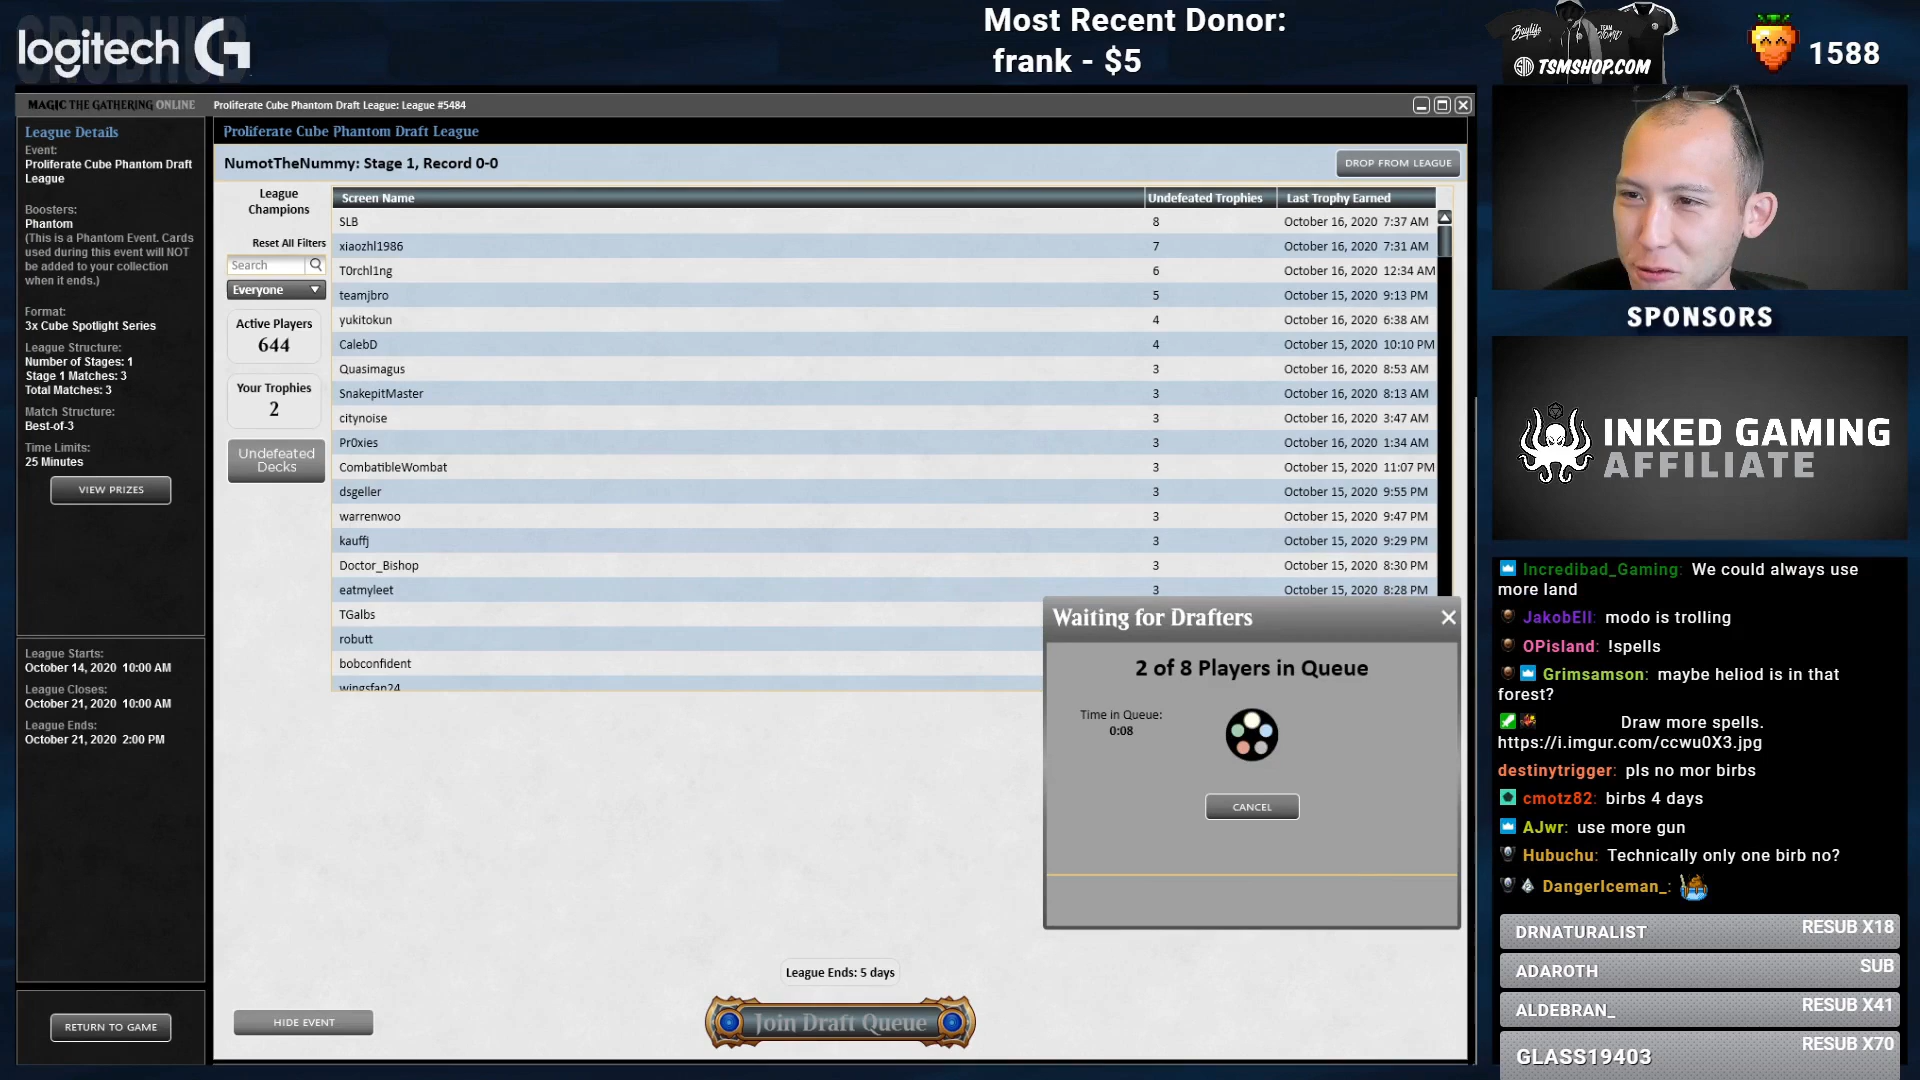 logitech G
Most Recent Donor:
frank - $5
TSMSHOP.COM
1588
MAGIC THE GATHERING ONLINE
Proliferate Cube Phantom Draft League: League #5484
League Details
Event:
Proliferate Cube Phantom Draft
League
Boosters:
Phantom
(This is a Phantom Event. Cards
used during this event will NOT
be added to your collection
when it ends.)
Format:
3x Cube Spotlight Series
League Structure:
Number of Stages: 1
Stage 1 Matches: 3
Total Matches: 3
Match Structure:
Best-of-3
Time Limits:
25 Minutes
VIEW PRIZES
League Starts:
October 14, 2020 10:00 AM
League Closes:
October 21, 2020 10:00 AM
League Ends:
October 21, 2020 2:00 PM
RETURN TO GAME
Proliferate Cube Phantom Draft League
NumotTheNummy: Stage 1, Record 0-0
DROP FROM LEAGUE
League
Champions
Reset All Filters
Search
Everyone
Active Players
644
Your Trophies
2
Undefeated
Decks
Screen Name Undefeated Trophies Last Trophy Earned
SLB 8 October 16, 2020 7:37 AM
xiaozhl1986 7 October 16, 2020 7:31 AM
T0rchl1ng 6 October 16, 2020 12:34 AM
teamjbro 5 October 15, 2020 9:13 PM
yukitokun 4 October 16, 2020 6:38 AM
CalebD 4 October 15, 2020 10:10 PM
Quasimagus 3 October 16, 2020 8:53 AM
SnakepitMaster 3 October 16, 2020 8:13 AM
citynoise 3 October 16, 2020 3:47 AM
Pr0xies 3 October 16, 2020 1:34 AM
CombatibleWombat 3 October 15, 2020 11:07 PM
dsgeller 3 October 15, 2020 9:55 PM
warrenwoo 3 October 15, 2020 9:47 PM
kauffj 3 October 15, 2020 9:29 PM
Doctor_Bishop 3 October 15, 2020 8:30 PM
eatmyleet 3 October 15, 2020 8:28 PM
TGalbs
robutt
bobconfident
wingsfan24
Waiting for Drafters
2 of 8 Players in Queue
Time in Queue:
0:08
CANCEL
League Ends: 5 days
HIDE EVENT
Join Draft Queue
SPONSORS
INKED GAMING
AFFILIATE
Incredibad_Gaming: We could always use
more land
JakobEll: modo is trolling
OPisland: !spells
Grimsamson: maybe heliod is in that
forest?
Draw more spells.
https://i.imgur.com/ccwu0X3.jpg
destinytrigger: pls no mor birbs
cmotz82: birbs 4 days
AJwr: use more gun
Hubuchu: Technically only one birb no?
DangerIceman_:
DRNATURALIST RESUB X18
ADAROTH SUB
ALDEBRAN_ RESUB X41
GLASS19403 RESUB X70